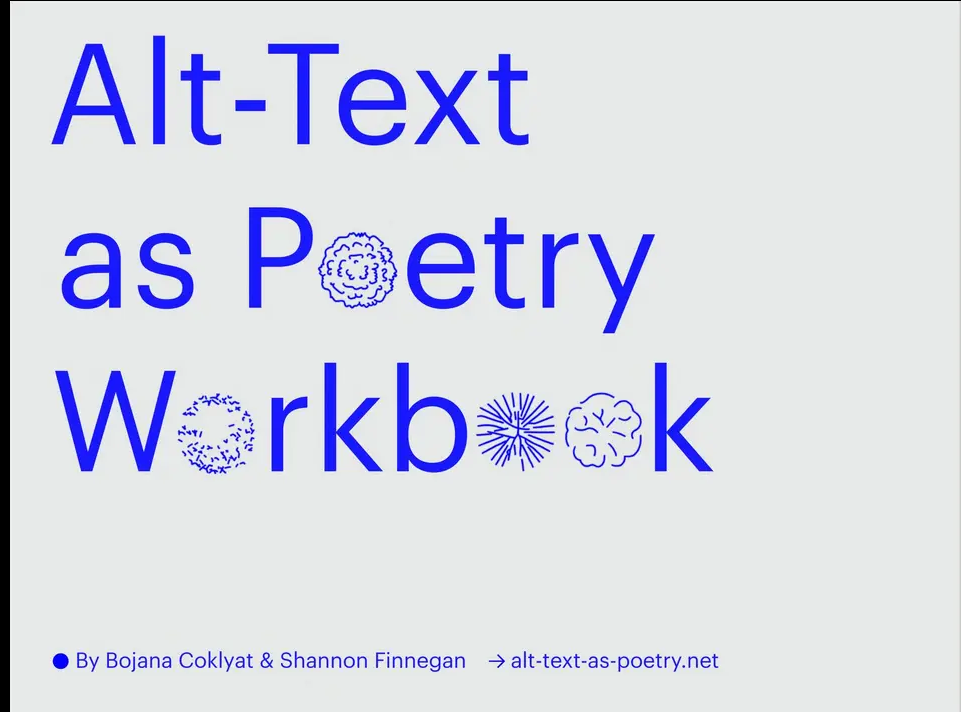 Alt-Text
as Poetry
Workbook
● By Bojana Coklyat & Shannon Finnegan → alt-text-as-poetry.net